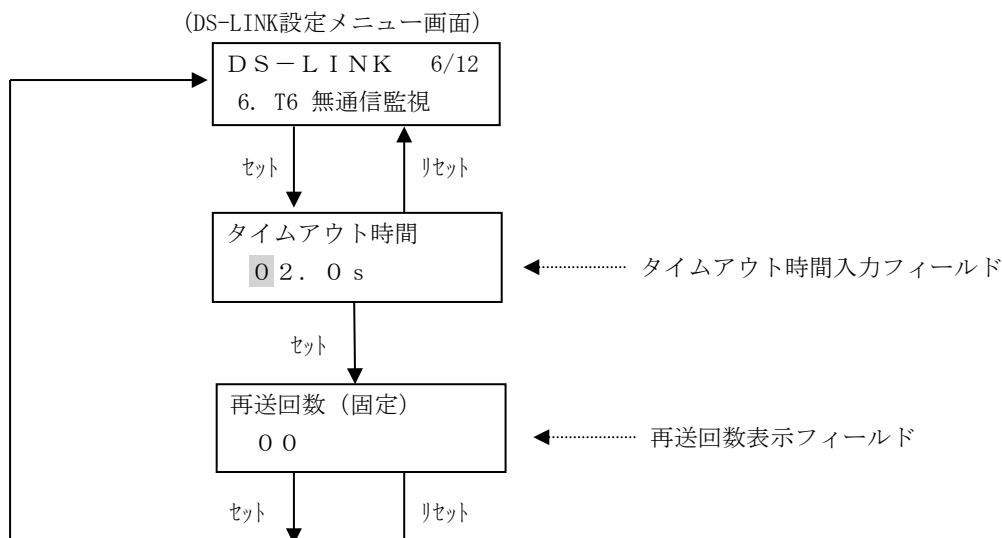 (DS-LINK設定メニュー画面)
ＤＳ－ＬＩＮＫ 6/12
6. T6 無通信監視
ｾｯﾄ ﾘｾｯﾄ
タイムアウト時間
０２．０ｓ
タイムアウト時間入力フィールド
ｾｯﾄ
再送回数（固定）
００
再送回数表示フィールド
ｾｯﾄ ﾘｾｯﾄ